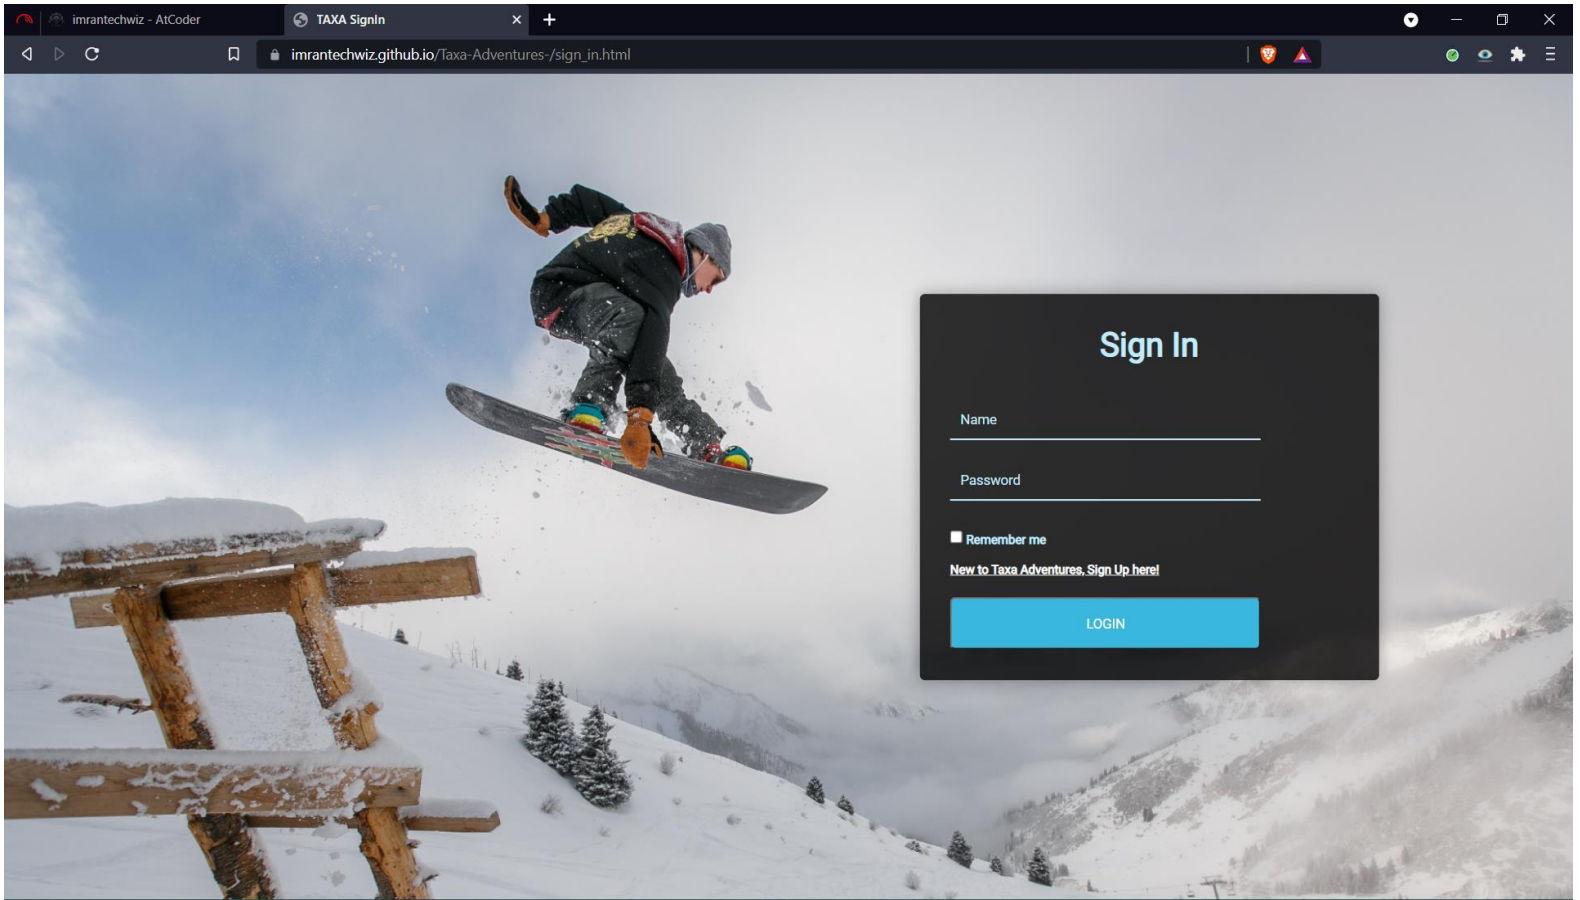 imrantechwiz - AtCoder
TAXA SignIn
imrantechwiz.github.io/Taxa-Adventures-/sign_in.html
Sign In
Name
Password
Remember me
New to Taxa Adventures, Sign Up here!
LOGIN